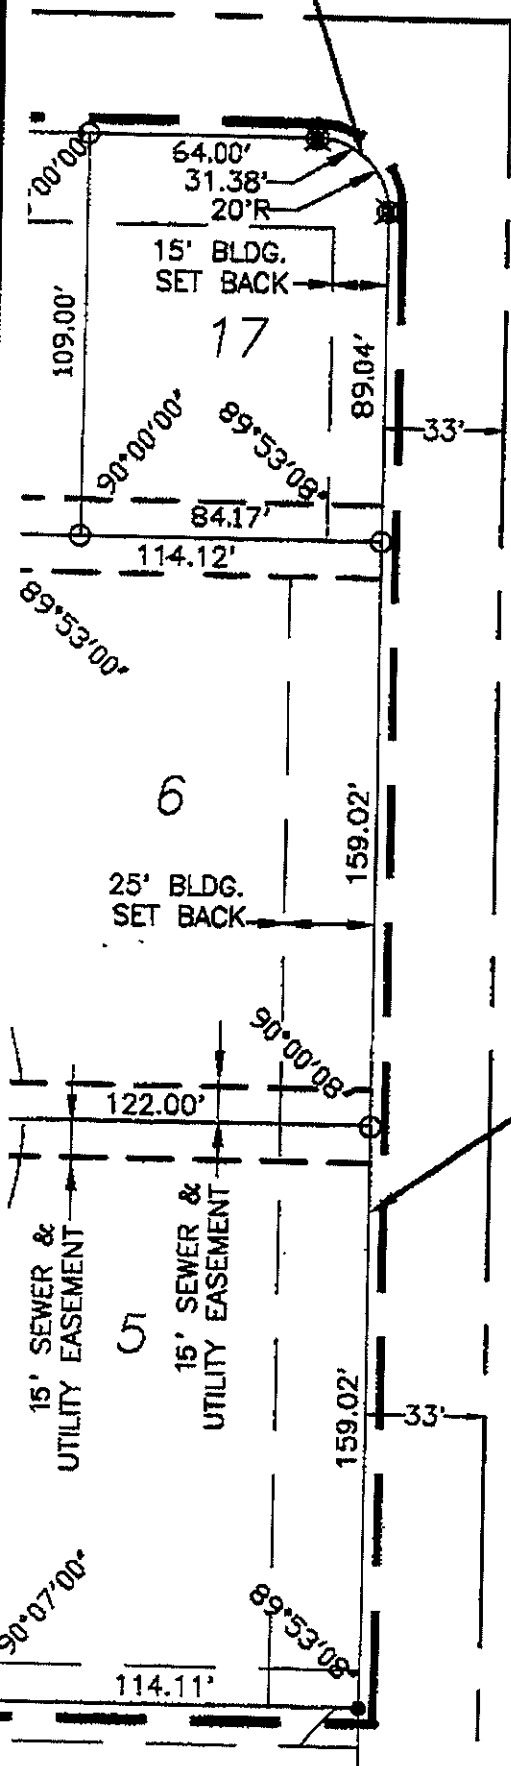 64.00'
00'00"
31.38'
20'R
15' BLDG.
SET BACK
109.00'
17
89.04'
33'
90°00'00"
89°53'08"
84.17'
114.12'
89°53'00"
6
159.02'
25' BLDG.
SET BACK
90°00'08"
122.00'
15' SEWER &
UTILITY EASEMENT
15' SEWER &
UTILITY EASEMENT
5
159.02'
33'
90°07'00"
89°53'08"
114.11'